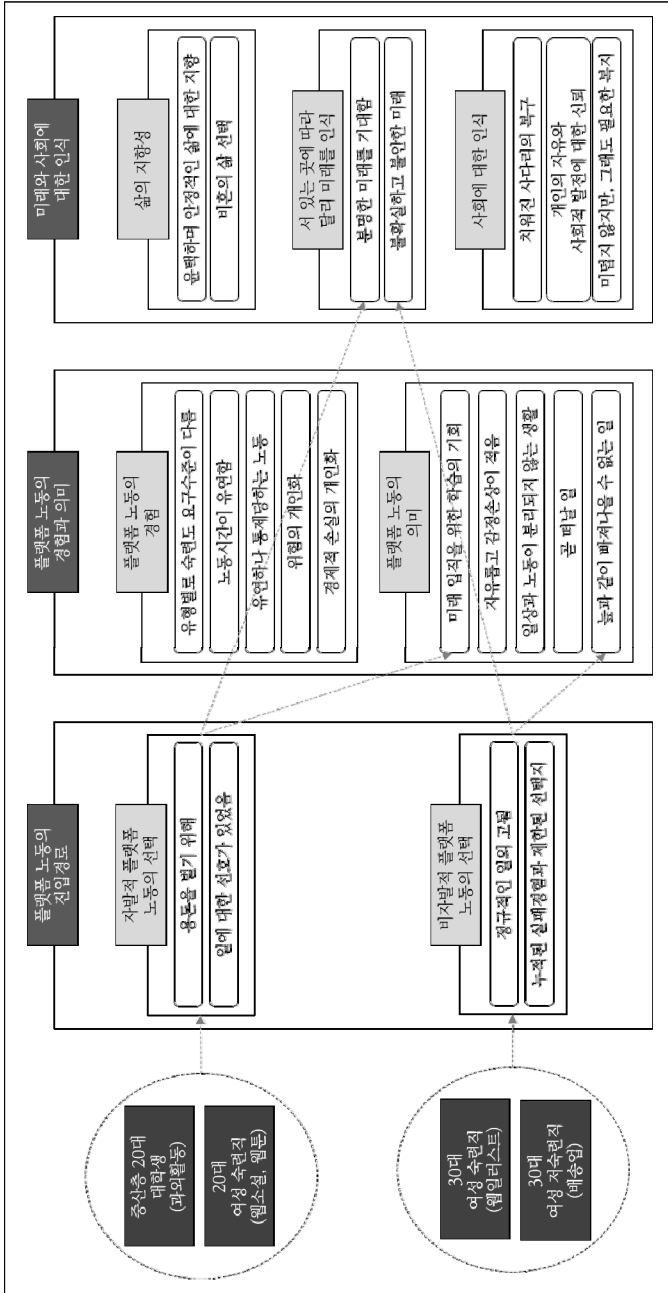 중산층 20대
대학생
(과외활동)
20대
여성 숙련직
(웹소설, 웹툰)
30대
여성 숙련직
(웹일러스트)
30대
여성 저숙련직
(배송업)
플랫폼 노동의
진입경로
자발적 플랫폼
노동의 선택
용돈을 벌기 위해
일에 대한 선호가 있었음
비자발적 플랫폼
노동의 선택
정규적인 일의 고됨
누적된 실패경험과 제한된 선택지
플랫폼 노동의
경험과 의미
플랫폼 노동의
경험
유형별로 숙련도 요구수준이 다름
노동시간이 유연함
유연하나 통제당하는 노동
위험의 개인화
경제적 손실의 개인화
플랫폼 노동의
의미
미래 입직을 위한 학습의 기회
자유롭고 감정손상이 적음
일상과 노동이 분리되지 않는 생활
곧 떠날 일
늪과 같이 빠져나올 수 없는 일
미래와 사회에
대한 인식
삶의 지향성
윤택하며 안정적인 삶에 대한 지향
비혼의 삶 선택
서 있는 곳에 따라
달리 미래를 인식
분명한 미래를 기대함
불확실하고 불안한 미래
사회에 대한 인식
치워진 사다리의 복구
개인의 자유와
사회적 발전에 대한 신뢰
미덥지 않지만, 그래도 필요한 복지